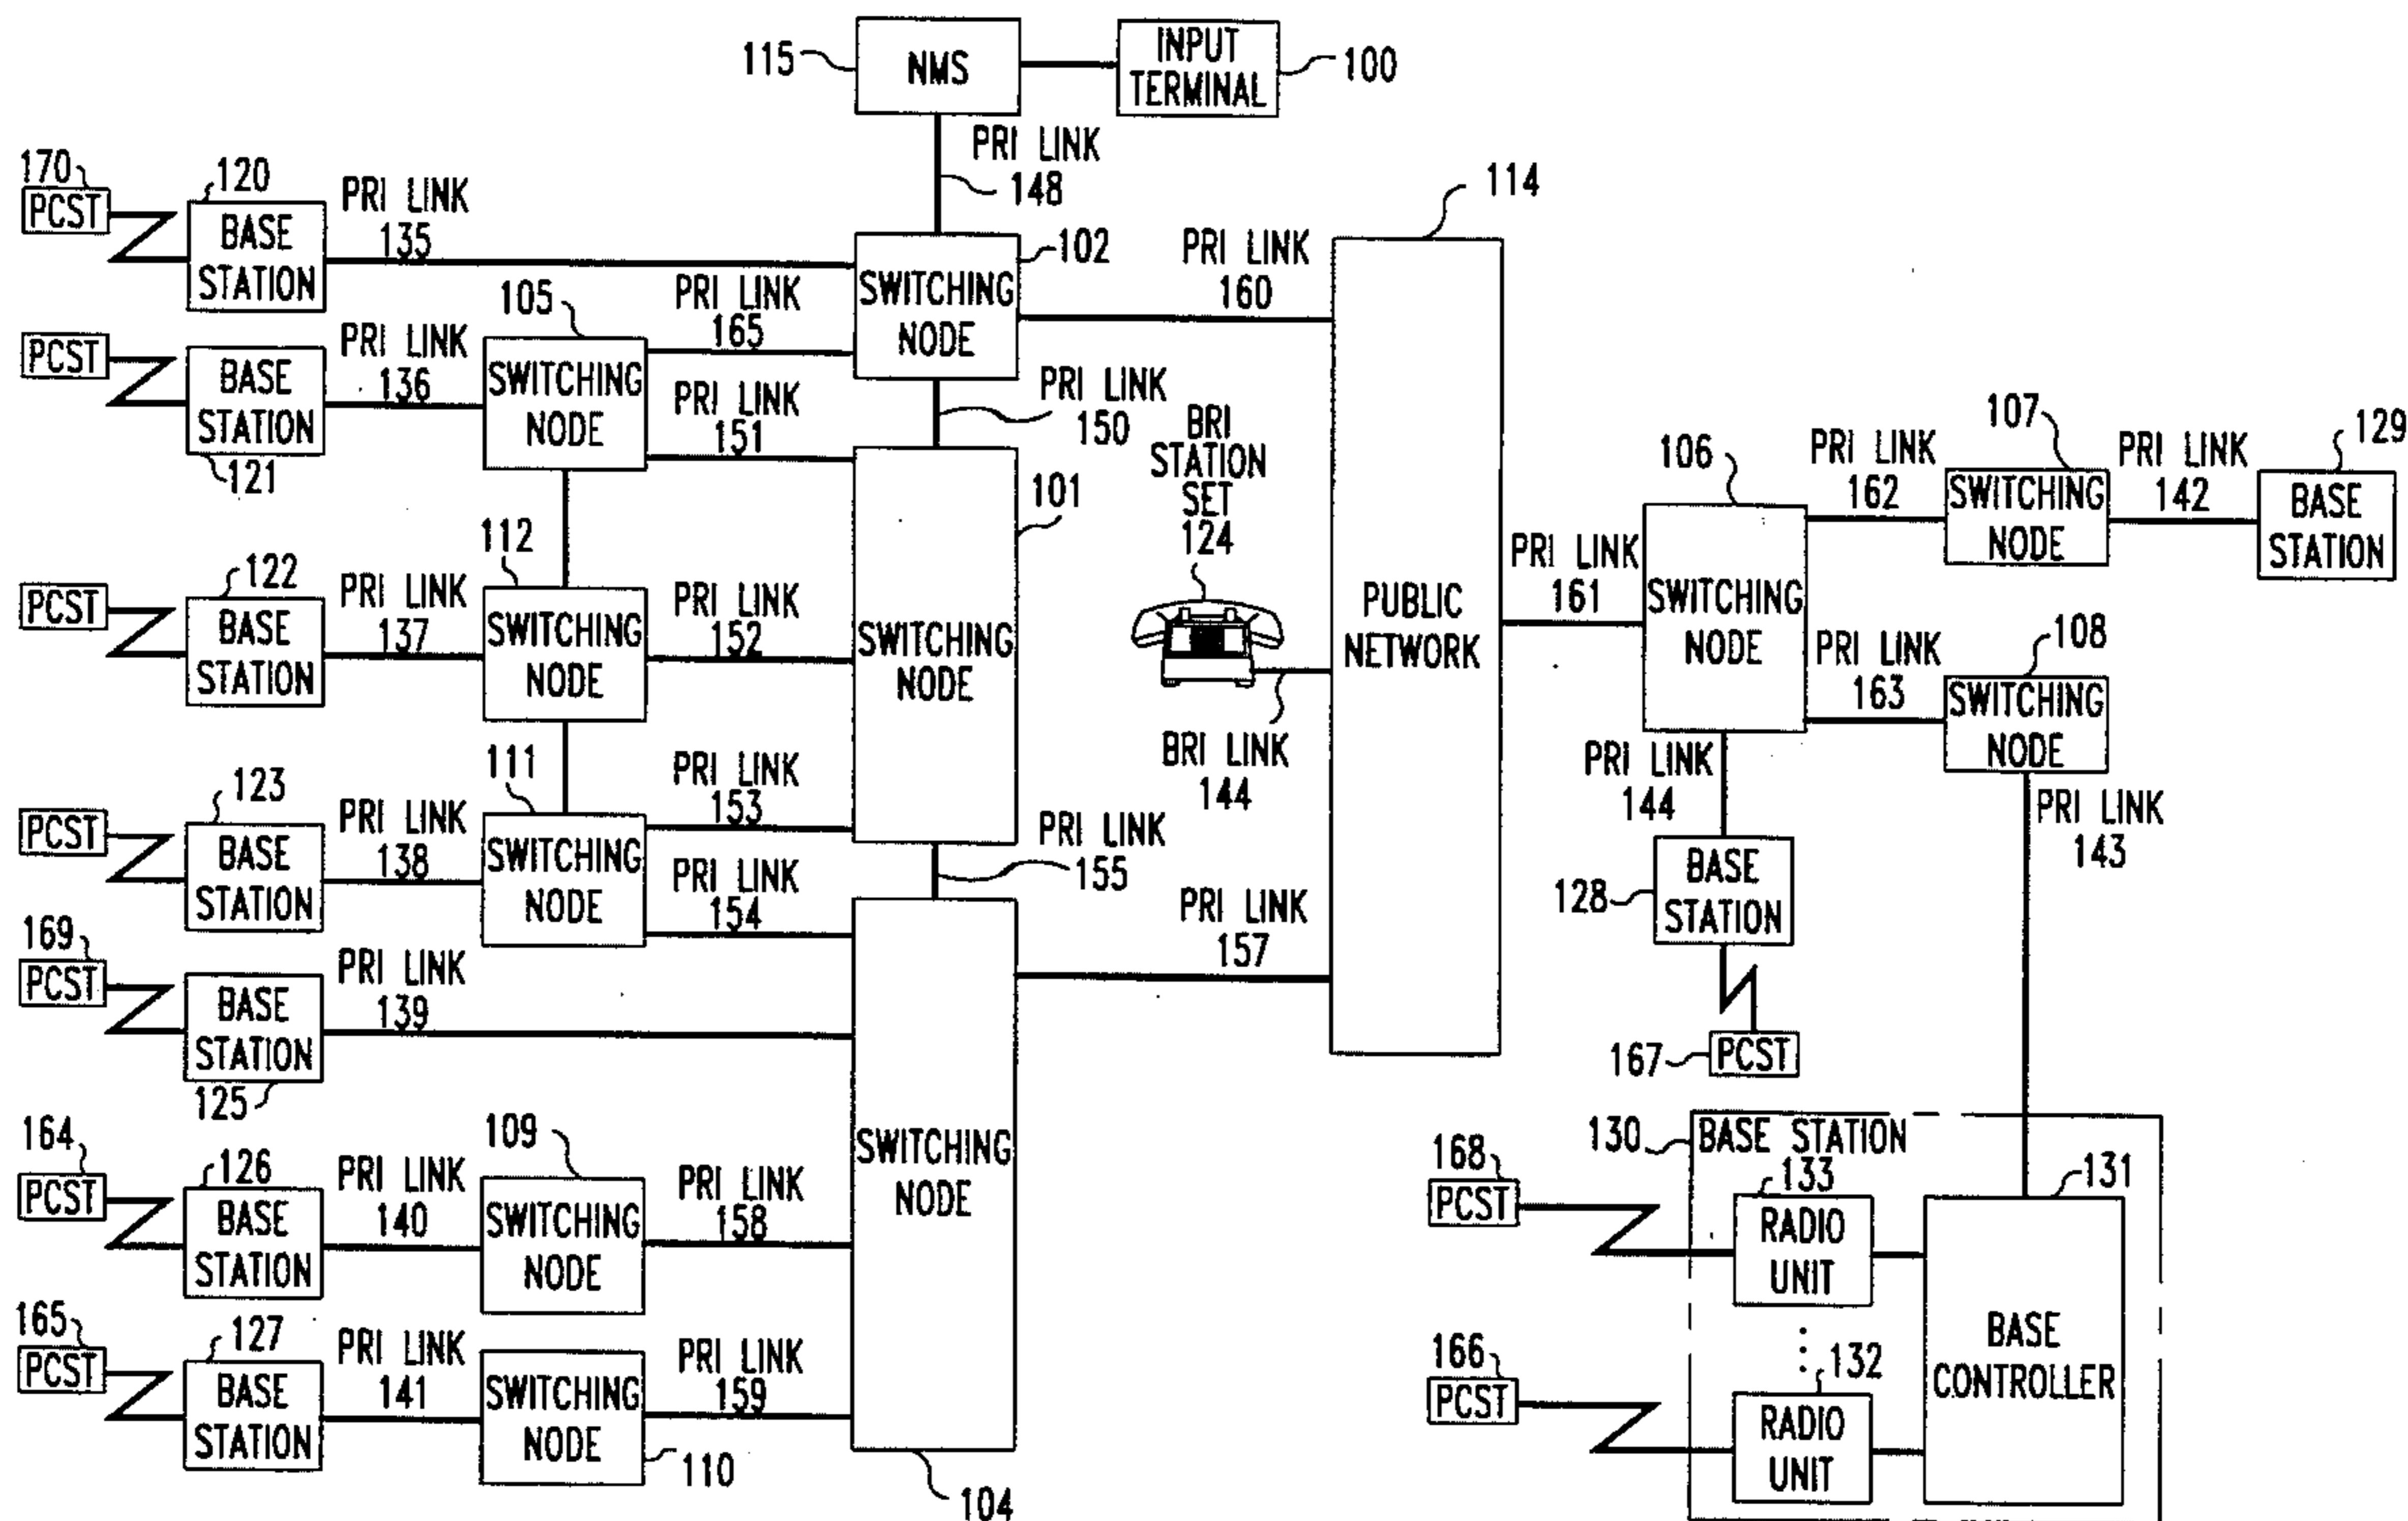 115
NMS
INPUT
TERMINAL
100
PRI LINK
148
170
PCST
120
BASE
STATION
PRI LINK
135
102
SWITCHING
NODE
PRI LINK
160
114
PUBLIC
NETWORK
PCST
BASE
STATION
121
PRI LINK
136
105
SWITCHING
NODE
PRI LINK
165
PRI LINK
151
PRI LINK
150
BRI
STATION
SET
124
101
SWITCHING
NODE
PCST
122
BASE
STATION
PRI LINK
137
112
SWITCHING
NODE
PRI LINK
152
BRI LINK
144
PRI LINK
161
106
SWITCHING
NODE
PRI LINK
162
107
SWITCHING
NODE
PRI LINK
142
129
BASE
STATION
PRI LINK
163
108
SWITCHING
NODE
PRI LINK
144
PRI LINK
143
128
BASE
STATION
167
PCST
PCST
123
BASE
STATION
PRI LINK
138
111
SWITCHING
NODE
PRI LINK
153
PRI LINK
154
PRI LINK
155
PRI LINK
157
169
PCST
BASE
STATION
125
PRI LINK
139
SWITCHING
NODE
104
164
PCST
126
BASE
STATION
PRI LINK
140
109
SWITCHING
NODE
PRI LINK
158
165
PCST
127
BASE
STATION
PRI LINK
141
SWITCHING
NODE
110
PRI LINK
159
130
BASE STATION
168
PCST
133
RADIO
UNIT
131
BASE
CONTROLLER
166
PCST
132
RADIO
UNIT